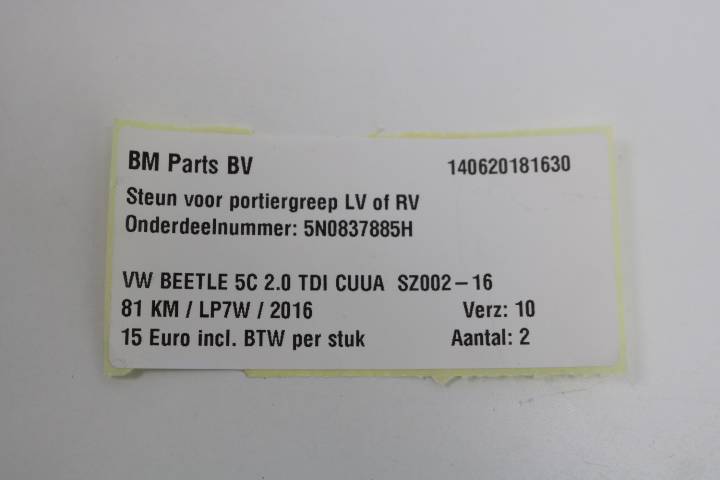 BM Parts BV 140620181630
Steun voor portiergreep LV of RV
Onderdeelnummer: 5N0837885H
VW BEETLE 5C 2.0 TDI CUUA SZ002-16
81 KM / LP7W / 2016 Verz: 10
15 Euro incl. BTW per stuk Aantal: 2